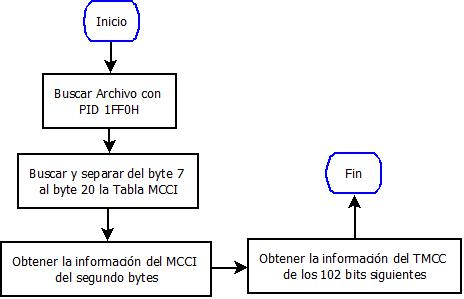 Inicio
Buscar Archivo con
PID 1FF0H
Buscar y separar del byte 7
al byte 20 la Tabla MCCI
Obtener la información del MCCI
del segundo bytes
Obtener la información del TMCC
de los 102 bits siguientes
Fin